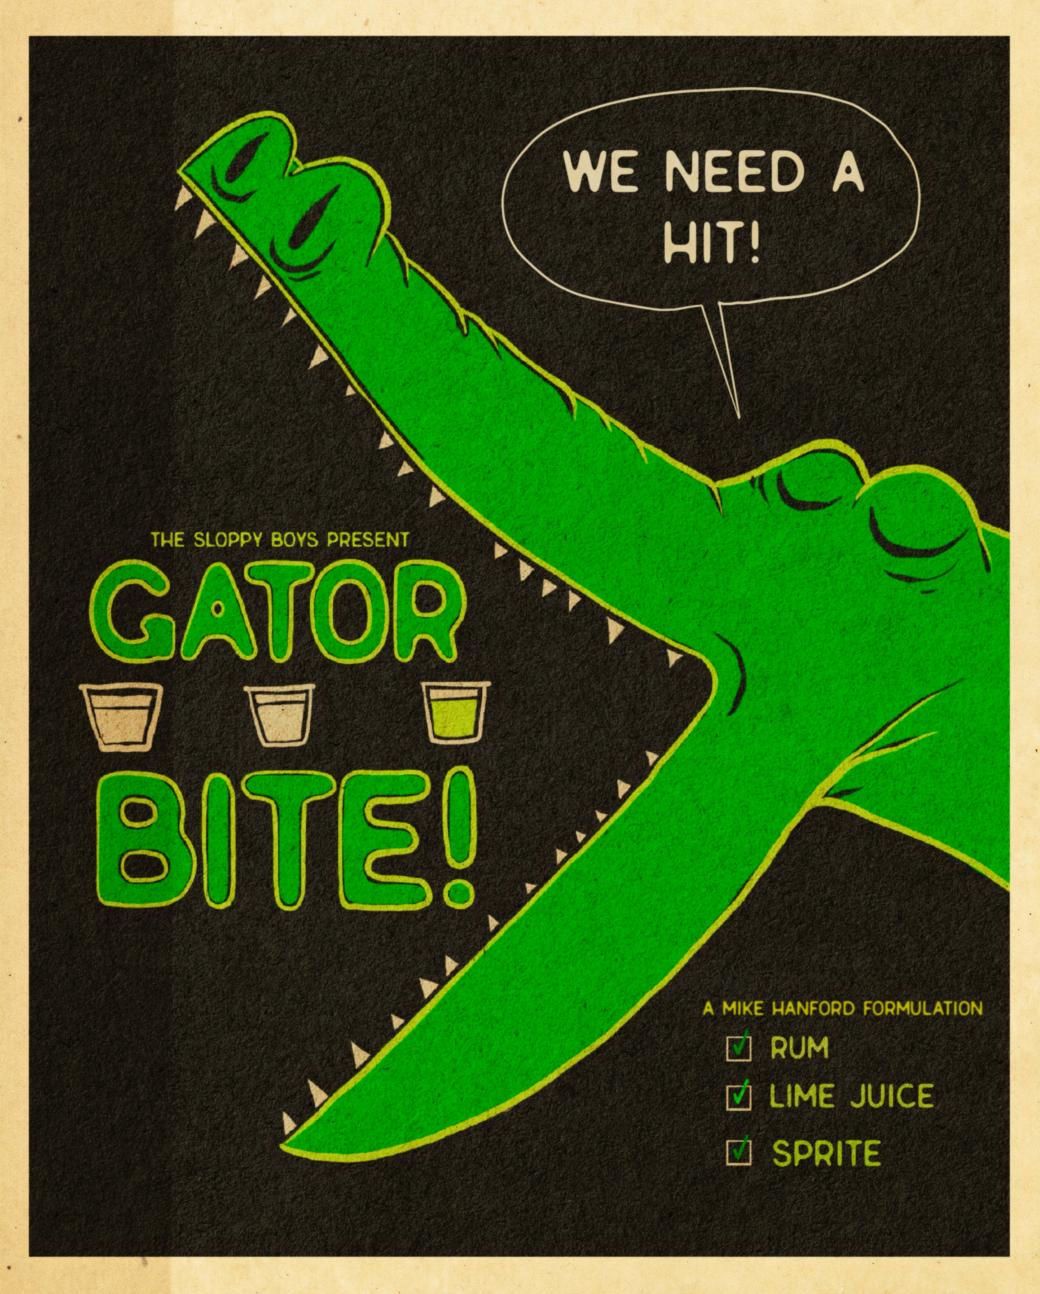 WE NEED A
HIT!
THE SLOPPY BOYS PRESENT
GATOR
BITE!
A MIKE HANFORD FORMULATION
RUM
LIME JUICE
SPRITE